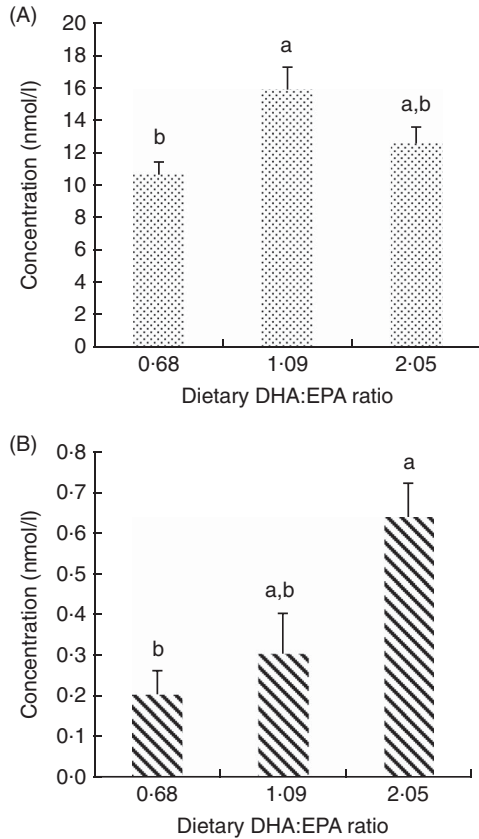 (A)
20
18
16
14
12
10
8
6
4
2
0
Concentration (nmol/l)
b
a
a,b
0·68
1·09
2·05
Dietary DHA:EPA ratio
(B)
0·8
0·7
0·6
0·5
0·4
0·3
0·2
0·1
0·0
Concentration (nmol/l)
b
a,b
a
0·68
1·09
2·05
Dietary DHA:EPA ratio